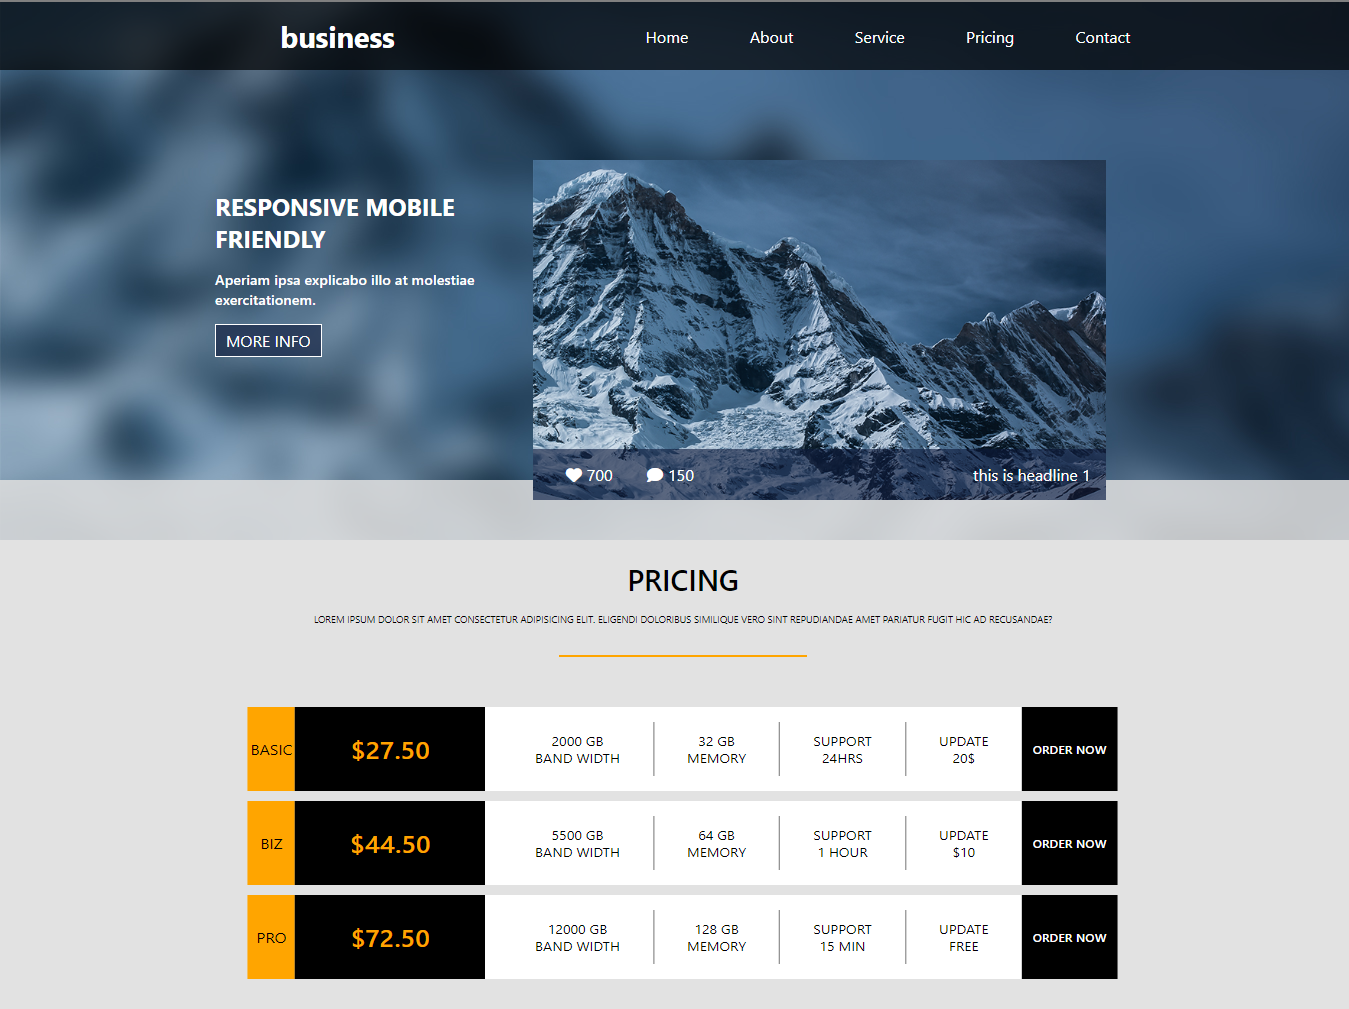 business
Home
About
Service
Pricing
Contact
RESPONSIVE MOBILE
FRIENDLY
Aperiam ipsa explicabo illo at molestiae
exercitationem.
MORE INFO
700
150
this is headline 1
PRICING
LOREM IPSUM DOLOR SIT AMET CONSECTETUR ADIPISICING ELIT. ELIGENDI DOLORIBUS SIMILIQUE VERO SINT REPUDIANDAE AMET PARIATUR FUGIT HIC AD RECUSANDAE?
BASIC
$27.50
2000 GB
BAND WIDTH
32 GB
MEMORY
SUPPORT
24HRS
UPDATE
20$
ORDER NOW
BIZ
$44.50
5500 GB
BAND WIDTH
64 GB
MEMORY
SUPPORT
1 HOUR
UPDATE
$10
ORDER NOW
PRO
$72.50
12000 GB
BAND WIDTH
128 GB
MEMORY
SUPPORT
15 MIN
UPDATE
FREE
ORDER NOW